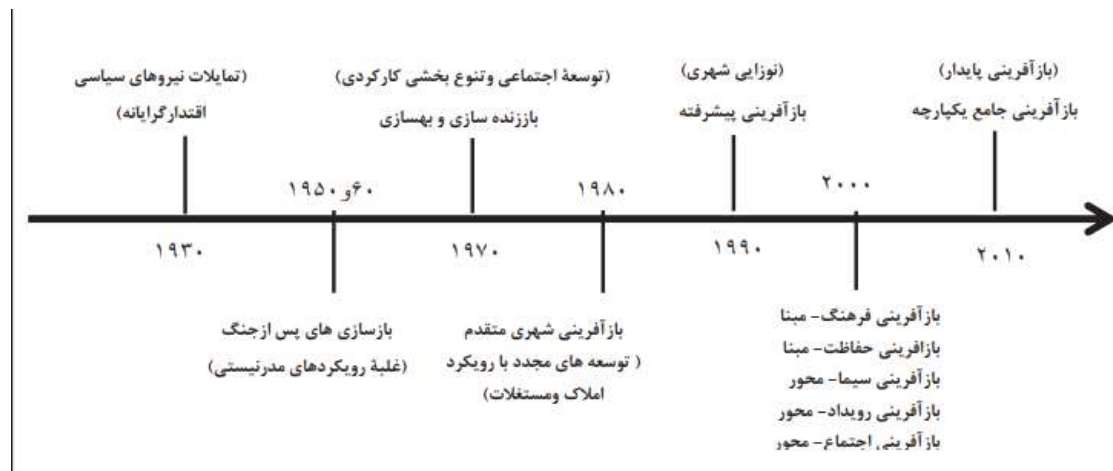 (تمایلات نیروهای سیاسی
اقتدارگرایانه)
(توسعهٔ اجتماعی وتنوع بخشی کارکردی)
باززنده سازی و بهسازی
(نوزایی شهری)
بازآفرینی پیشرفته
(بازآفرینی پایدار)
بازآفرینی جامع یکپارچه
۱۹۵۰و ۶۰
۱۹۸۰
۲۰۰۰
۱۹۳۰
۱۹۷۰
۱۹۹۰
۲۰۱۰
بازسازی های پس ازجنگ
(غلبهٔ رویکردهای مدرنیستی)
بازآفرینی شهری متقدم
( توسعه های مجدد با رویکرد
املاک ومستغلات)
بازآفرینی فرهنگ- مبنا
بازافرینی حفاظت- مبنا
بازآفرینی سیما- محور
بازآفرینی رویداد- محور
بازآفرینی اجتماع- محور